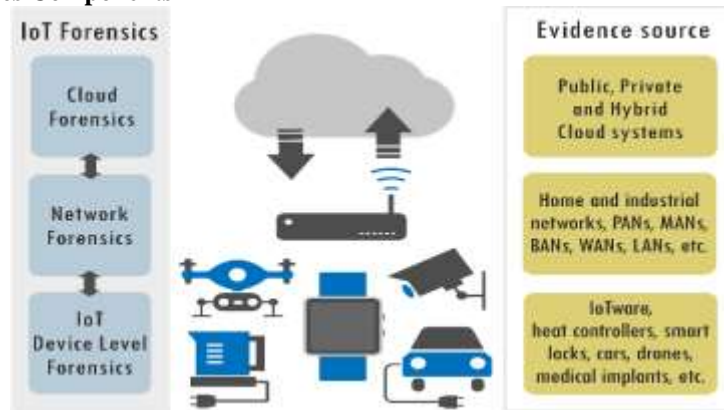 IoT Forensics
Cloud
Forensics
Network
Forensics
IoT
Device Level
Forensics
Evidence source
Public, Private
and Hybrid
Cloud systems
Home and industrial
networks, PANs, MANs,
BANs, WANs, LANs, etc.
IoTware,
heat controllers, smart
locks, cars, drones,
medical implants, etc.